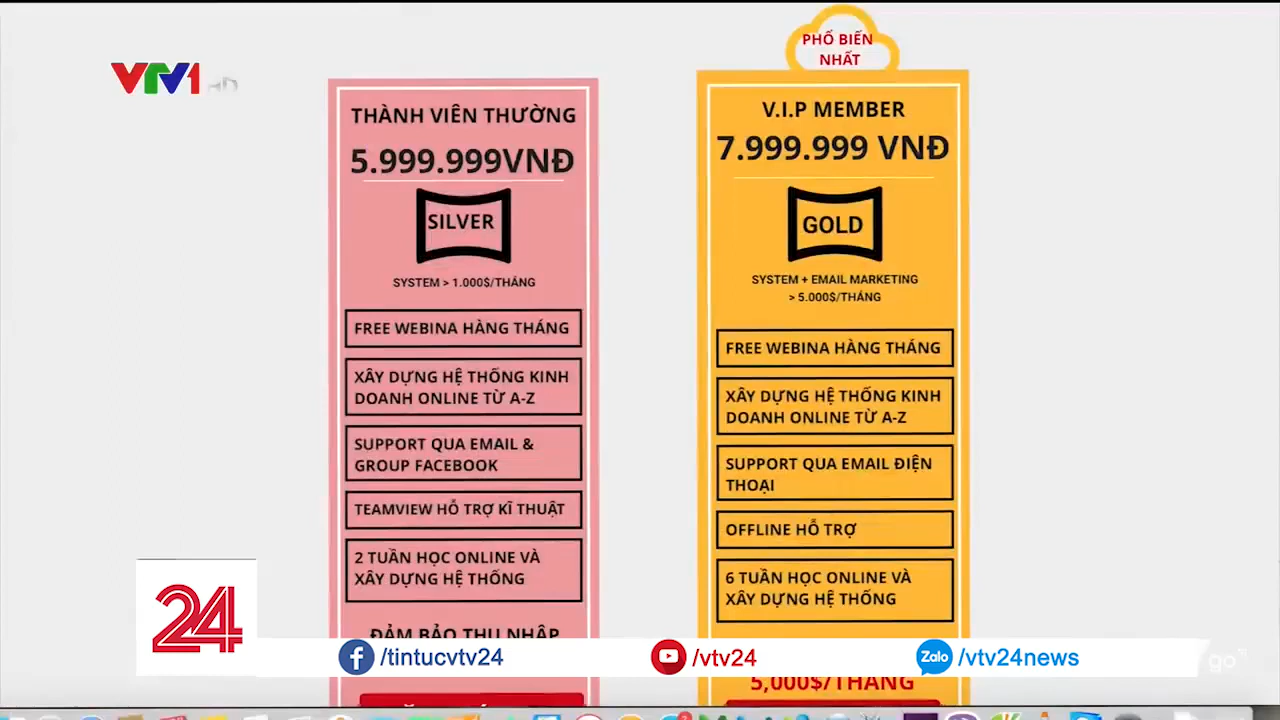 VTV1 HD
PHỔ BIẾN
NHẤT
THÀNH VIÊN THƯỜNG
5.999.999VNĐ
SILVER
SYSTEM > 1.000$/THÁNG
FREE WEBINA HÀNG THÁNG
XÂY DỰNG HỆ THỐNG KINH
DOANH ONLINE TỪ A-Z
SUPPORT QUA EMAIL &
GROUP FACEBOOK
TEAMVIEW HỖ TRỢ KĨ THUẬT
2 TUẦN HỌC ONLINE VÀ
XÂY DỰNG HỆ THỐNG
ĐẢM BẢO THU NHẬP
V.I.P MEMBER
7.999.999 VNĐ
GOLD
SYSTEM + EMAIL MARKETING
> 5.000$/THÁNG
FREE WEBINA HÀNG THÁNG
XÂY DỰNG HỆ THỐNG KINH
DOANH ONLINE TỪ A-Z
SUPPORT QUA EMAIL ĐIỆN
THOẠI
OFFLINE HỖ TRỢ
6 TUẦN HỌC ONLINE VÀ
XÂY DỰNG HỆ THỐNG
5,000$/THÁNG
24
/tintucvtv24
/vtv24
Zalo /vtv24news